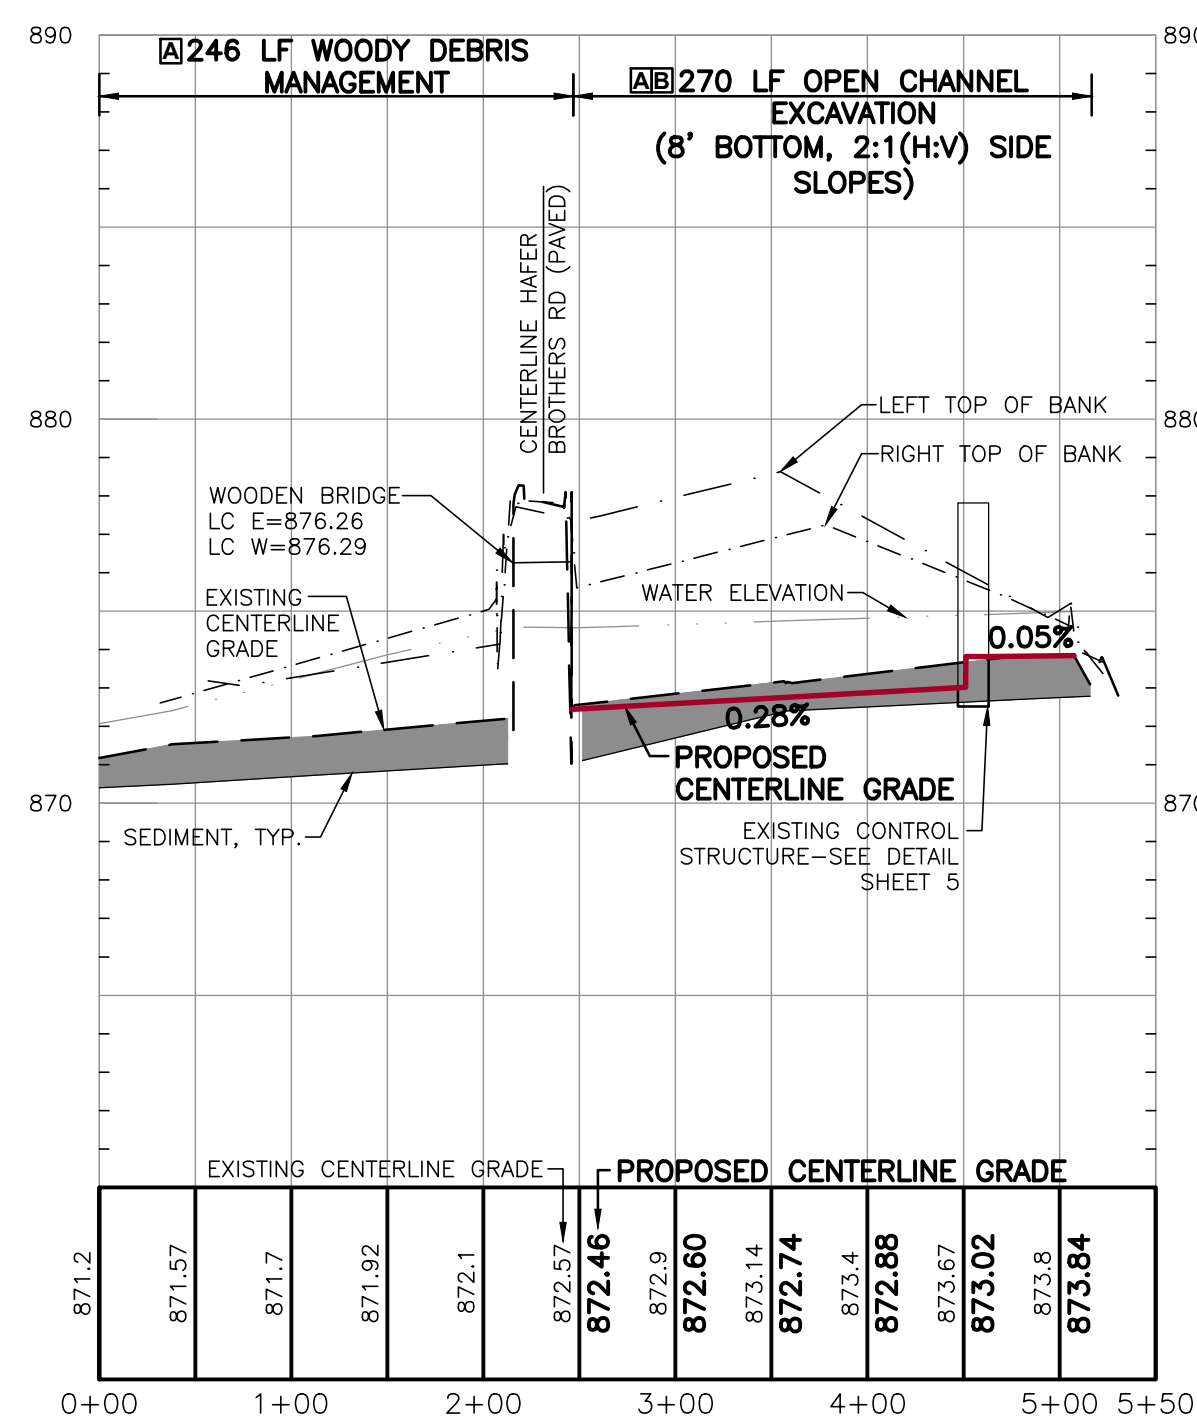 890
890
A 246 LF WOODY DEBRIS
MANAGEMENT
AB 270 LF OPEN CHANNEL
EXCAVATION
(8' BOTTOM, 2:1(H:V) SIDE
SLOPES)
CENTERLINE HAFER
BROTHERS RD (PAVED)
880
880
LEFT TOP OF BANK
RIGHT TOP OF BANK
WOODEN BRIDGE
LC E=876.26
LC W=876.29
EXISTING
CENTERLINE
GRADE
WATER ELEVATION
0.05%
0.28%
PROPOSED
CENTERLINE GRADE
870
870
SEDIMENT, TYP.
EXISTING CONTROL
STRUCTURE-SEE DETAIL
SHEET 5
EXISTING CENTERLINE GRADE
PROPOSED CENTERLINE GRADE
871.2
871.57
871.7
871.92
872.1
872.57
872.46
872.9
872.60
873.14
872.74
873.4
872.88
873.67
873.02
873.8
873.84
0+00 1+00 2+00 3+00 4+00 5+00 5+50